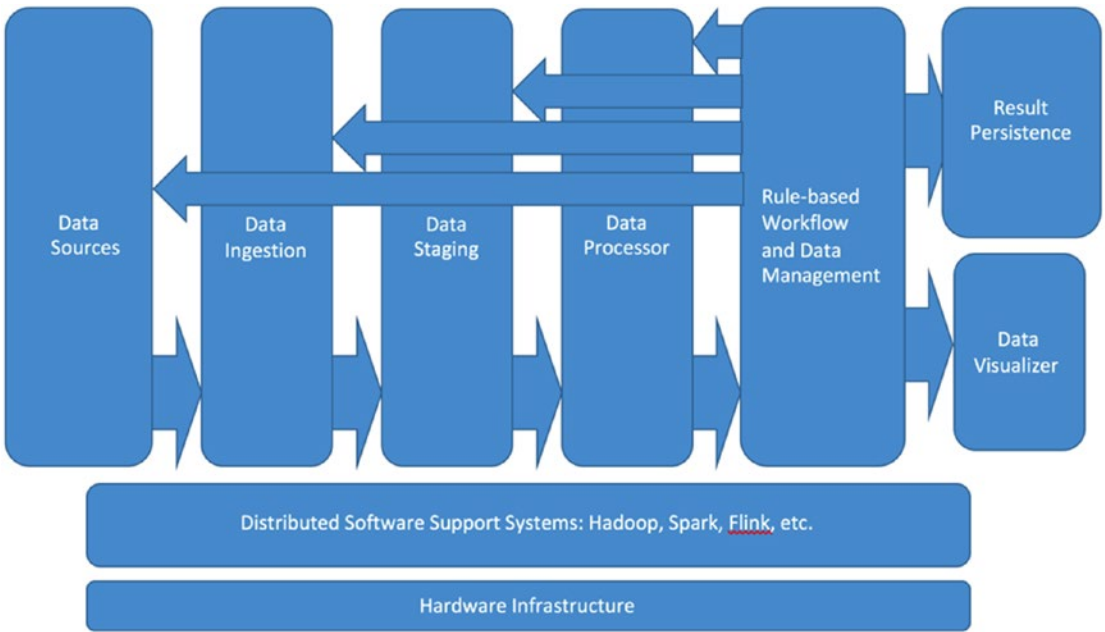 Data
Sources
Data
Ingestion
Data
Staging
Data
Processor
Rule-based
Workflow
and Data
Management
Result
Persistence
Data
Visualizer
Distributed Software Support Systems: Hadoop, Spark, Flink, etc.
Hardware Infrastructure